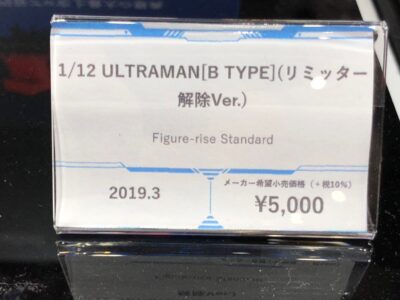 1/12 ULTRAMAN[B TYPE](リミッター
解除Ver.)
Figure-rise Standard
2019.3
メーカー希望小売価格（＋税10%）
¥5,000